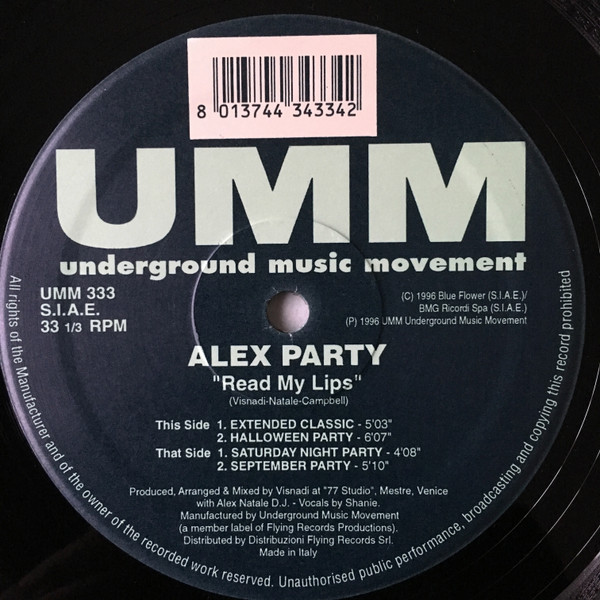 8 013744 343342
UMM
underground music movement
UMM 333
S.I.A.E.
33 1/3 RPM
(C) 1996 Blue Flower (S.I.A.E.)/
BMG Ricordi Spa (S.I.A.E.)
(P) 1996 UMM Underground Music Movement
ALEX PARTY
"Read My Lips"
(Visnadi-Natale-Campbell)
This Side 1. EXTENDED CLASSIC - 5'03"
2. HALLOWEEN PARTY - 6'07"
That Side 1. SATURDAY NIGHT PARTY - 4'08"
2. SEPTEMBER PARTY - 5'10"
Produced, Arranged & Mixed by Visnadi at "77 Studio", Mestre, Venice
with Alex Natale D.J. - Vocals by Shanie.
Manufactured by Underground Music Movement
(a member label of Flying Records Productions).
Distributed by Distribuzioni Flying Records Srl.
Made in Italy
All rights of the Manufacturer and of the owner of the recorded work reserved. Unauthorised public performance, broadcasting and copying this record prohibited